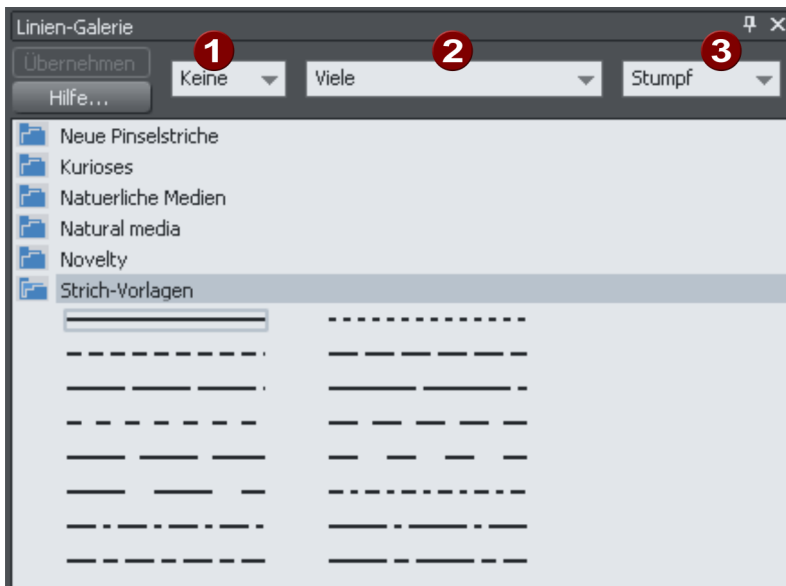 Linien-Galerie
1 2 3
Übernehmen
Keine Viele Stumpf
Hilfe...
Neue Pinselstriche
Kurioses
Natuerliche Medien
Natural media
Novelty
Strich-Vorlagen